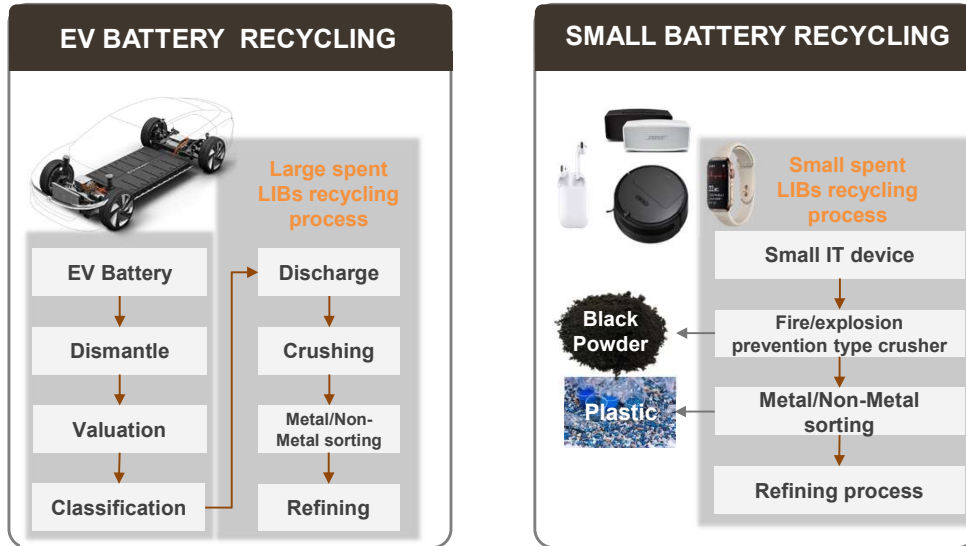 EV BATTERY RECYCLING
Large spent
LIBs recycling
process
EV Battery
Dismantle
Valuation
Classification
Discharge
Crushing
Metal/Non-
Metal sorting
Refining
SMALL BATTERY RECYCLING
BOSE
Small spent
LIBs recycling
process
Small IT device
Fire/explosion
prevention type crusher
Metal/Non-Metal
sorting
Refining process
Black
Powder
Plastic